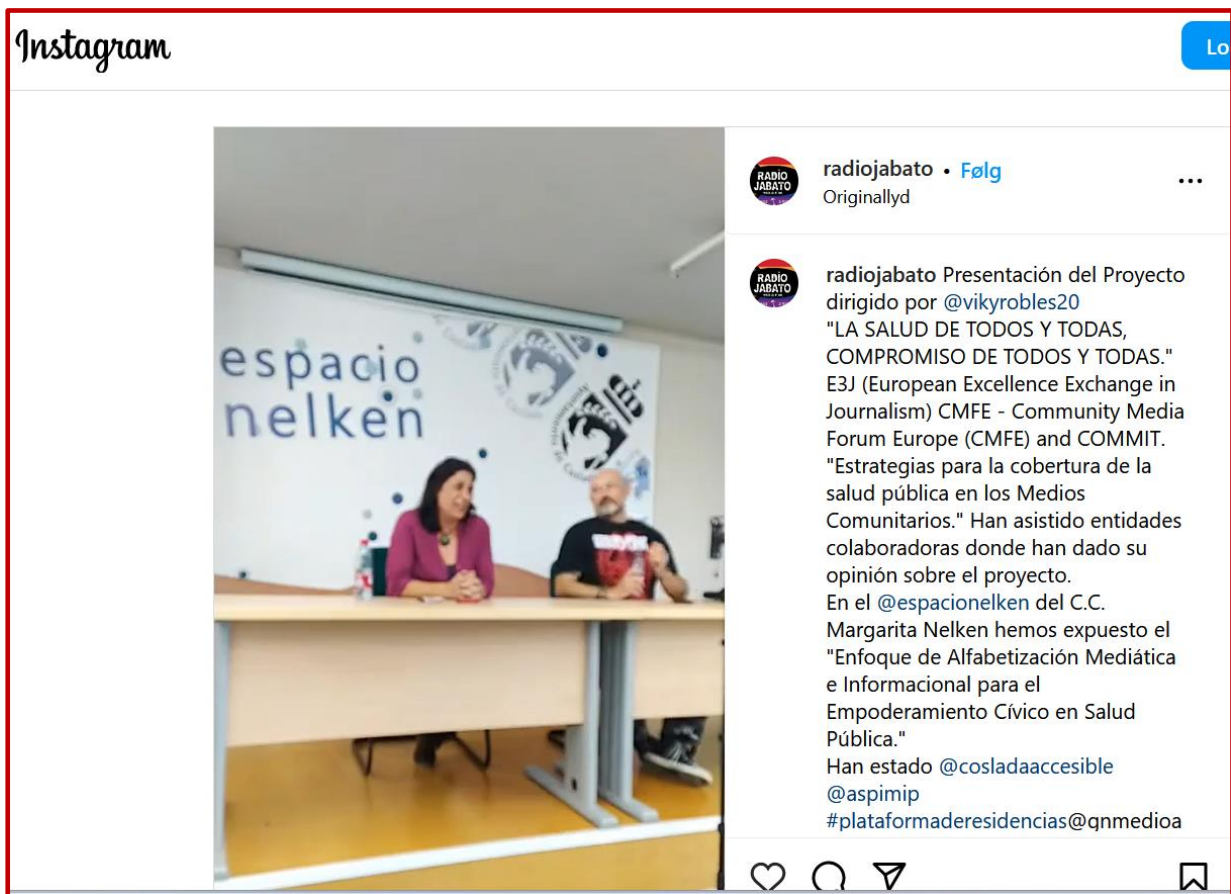 Instagram
Lo
espacio
nelken
RADIO
JABATO
radiojabato • Følg
Originallyd
RADIO
JABATO
radiojabato Presentación del Proyecto
dirigido por @vikyrobles20
"LA SALUD DE TODOS Y TODAS,
COMPROMISO DE TODOS Y TODAS."
E3J (European Excellence Exchange in
Journalism) CMFE - Community Media
Forum Europe (CMFE) and COMMIT.
"Estrategias para la cobertura de la
salud pública en los Medios
Comunitarios." Han asistido entidades
colaboradoras donde han dado su
opinión sobre el proyecto.
En el @espacionelken del C.C.
Margarita Nelken hemos expuesto el
"Enfoque de Alfabetización Mediática
e Informacional para el
Empoderamiento Cívico en Salud
Pública."
Han estado @cosladaaccesible
@aspimip
#plataformaderesidencias@gnmedioa